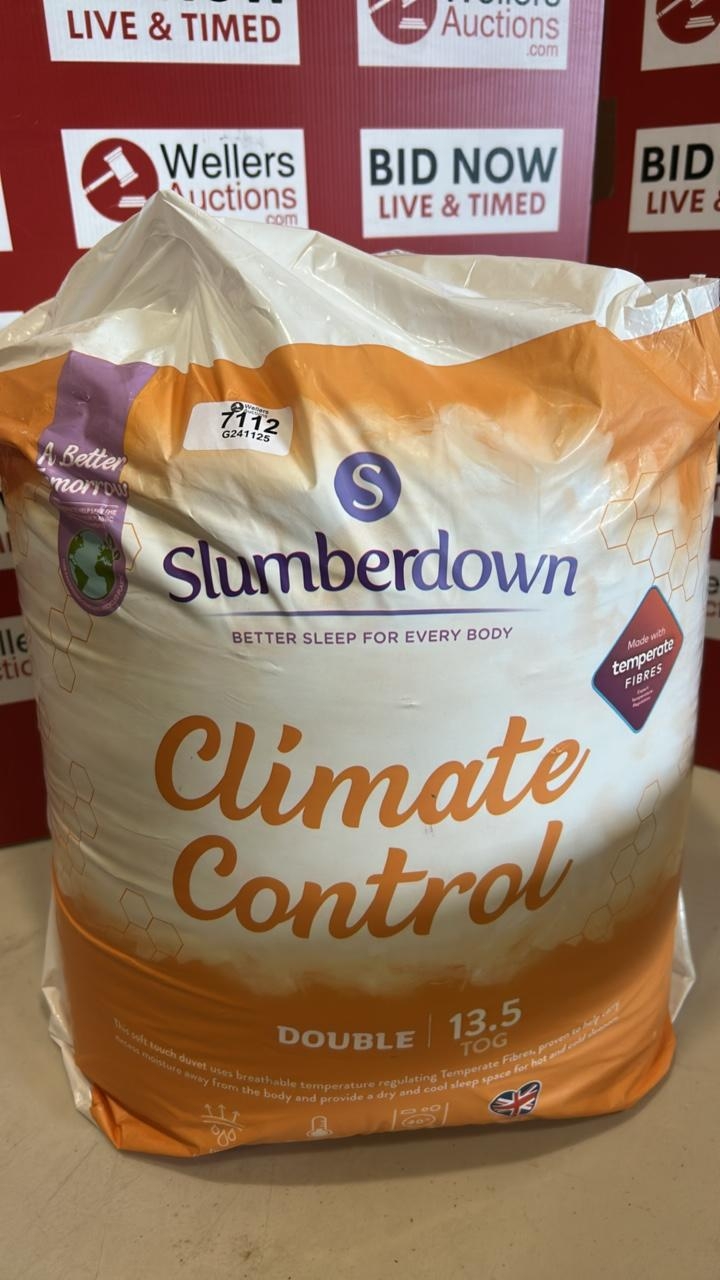 LIVE & TIMED
Wellers
Auctions
.com
Wellers
Auctions
.com
BID NOW
LIVE & TIMED
BID
LIVE &
Wellers
7112
G241125
A Better
Slumberdown
S
BETTER SLEEP FOR EVERY BODY
Made with
temperate
FIBRES
Climate
Control
DOUBLE | 13.5
TOG
This soft touch duvet uses breathable temperature regulating Temperate Fibres, proven to help carry
excess moisture away from the body and provide a dry and cool sleep space for hot and cold sleepers.
40°